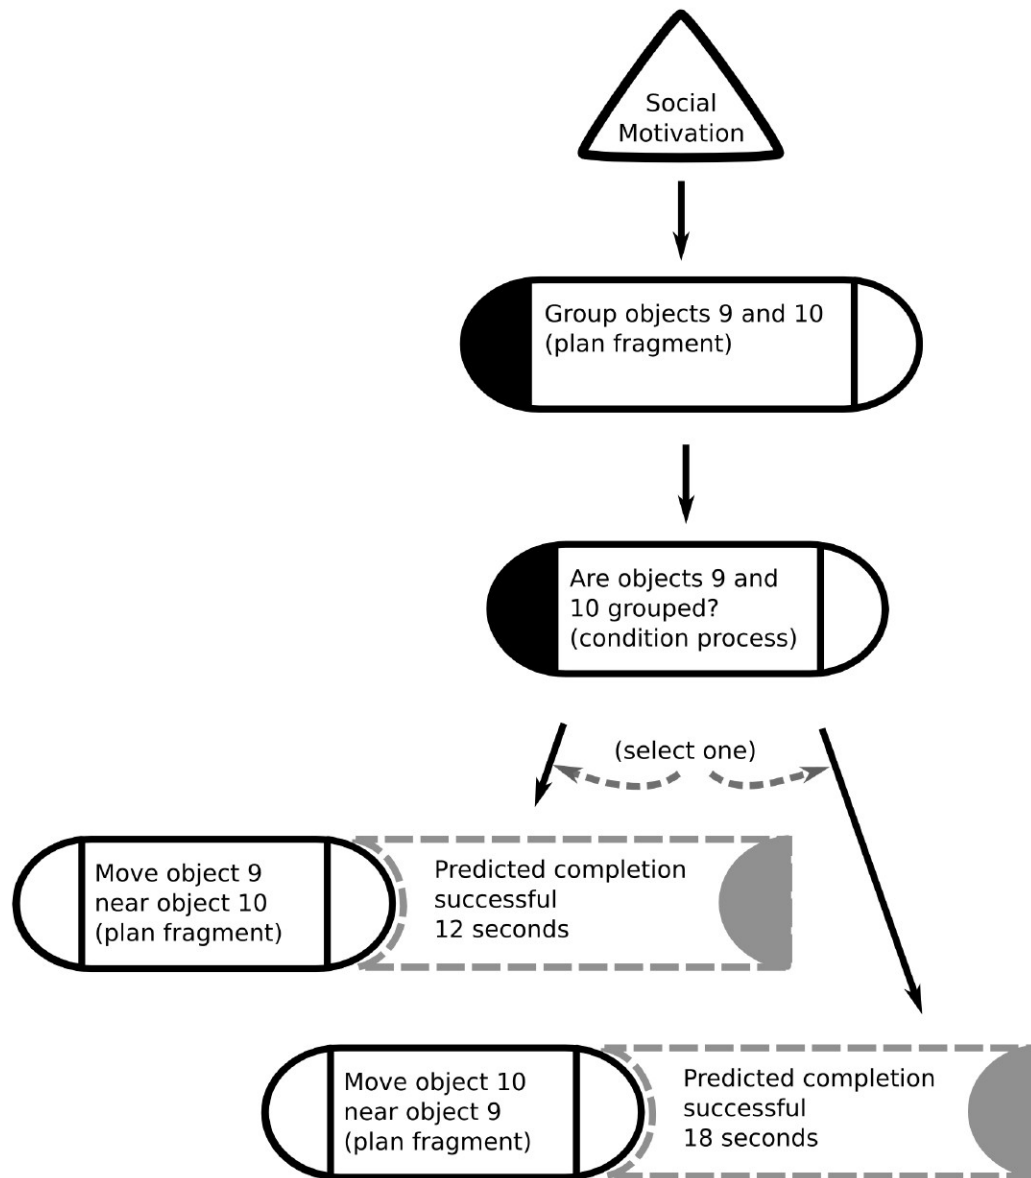 Social
Motivation
Group objects 9 and 10
(plan fragment)
Are objects 9 and
10 grouped?
(condition process)
(select one)
Move object 9
near object 10
(plan fragment)
Predicted completion
successful
12 seconds
Move object 10
near object 9
(plan fragment)
Predicted completion
successful
18 seconds